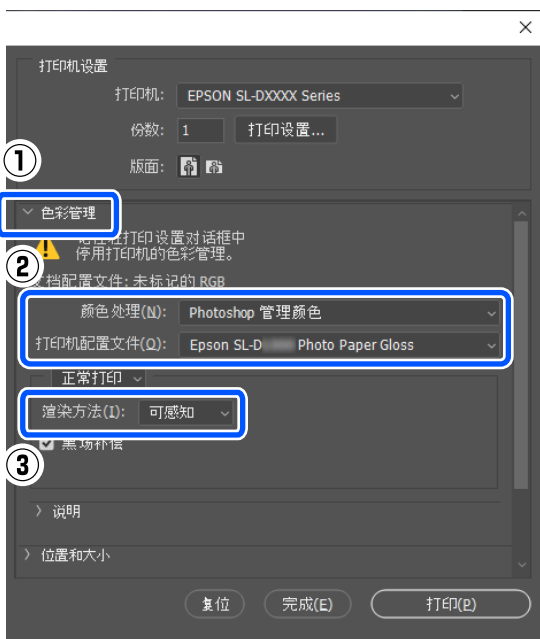 打印机设置
打印机: EPSON SL-DXXXX Series
份数: 1 打印设置...
版面:
①
色彩管理
记住在打印设置对话框中
停用打印机的色彩管理。
②
文档配置文件: 未标记的 RGB
颜色处理(N): Photoshop 管理颜色
打印机配置文件(O): Epson SL-D Photo Paper Gloss
正常打印
渲染方法(I): 可感知
黑场补偿
③
说明
位置和大小
复位 完成(E) 打印(P)